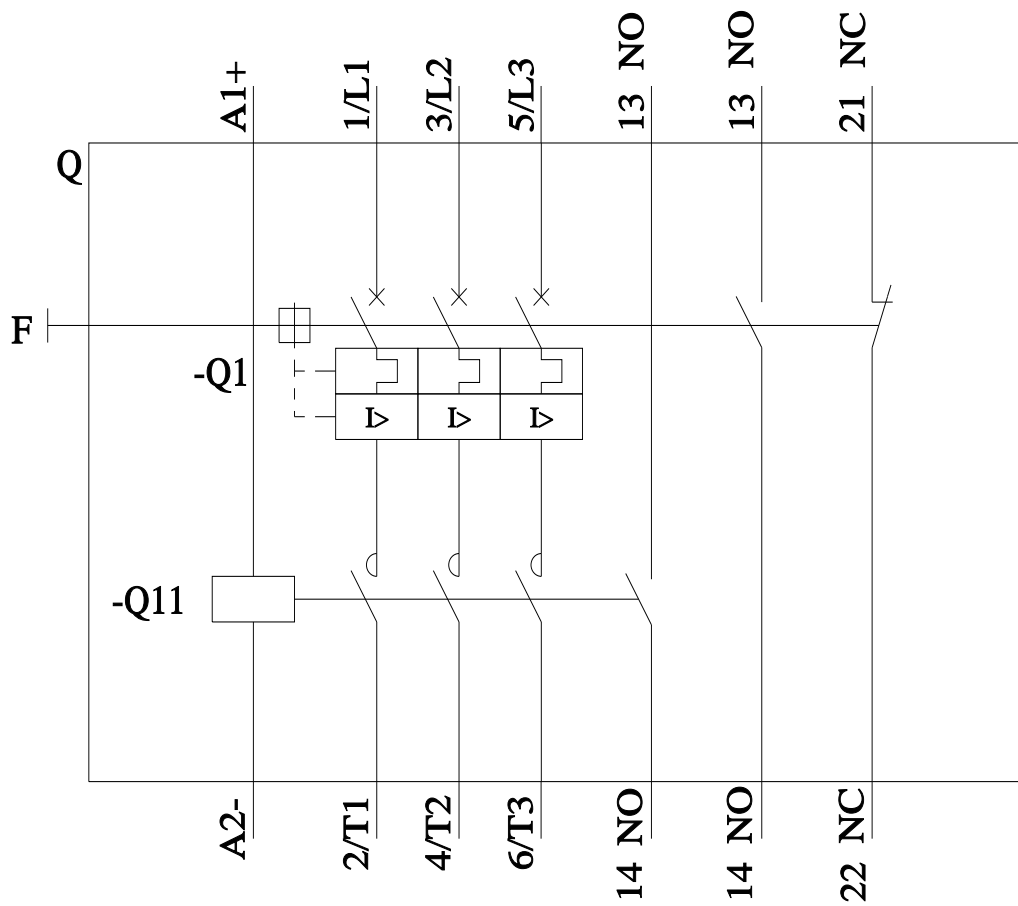 A1+
1/L1
3/L2
5/L3
13 NO
13 NO
21 NC
Q
F
-Q1
I> I> I>
-Q11
A2-
2/T1
4/T2
6/T3
14 NO
14 NO
22 NC